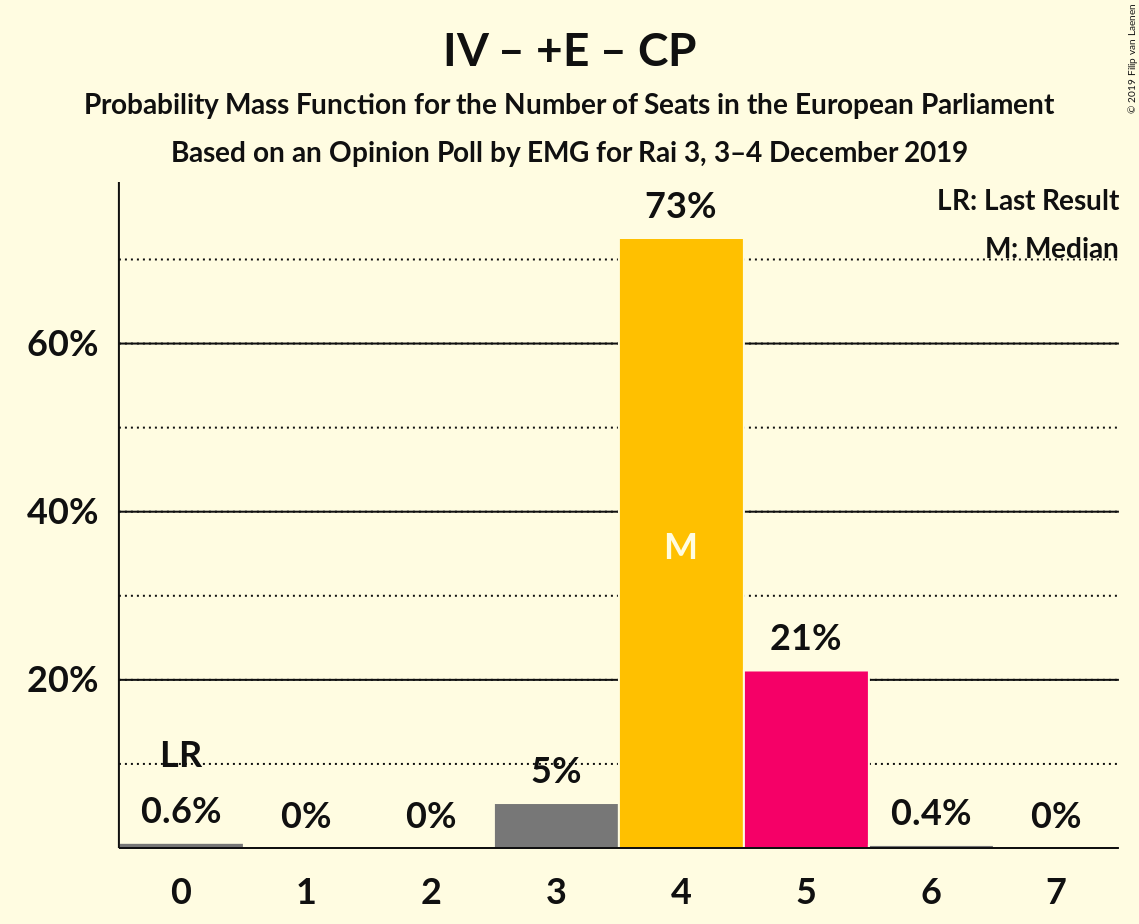 IV – +E – CP
Probability Mass Function for the Number of Seats in the European Parliament
Based on an Opinion Poll by EMG for Rai 3, 3–4 December 2019
© 2019 Filip van Laenen
LR: Last Result
M: Median
73%
60%
M
40%
21%
20%
LR
5%
0.6%
0%
0%
0.4%
0%
0 1 2 3 4 5 6 7